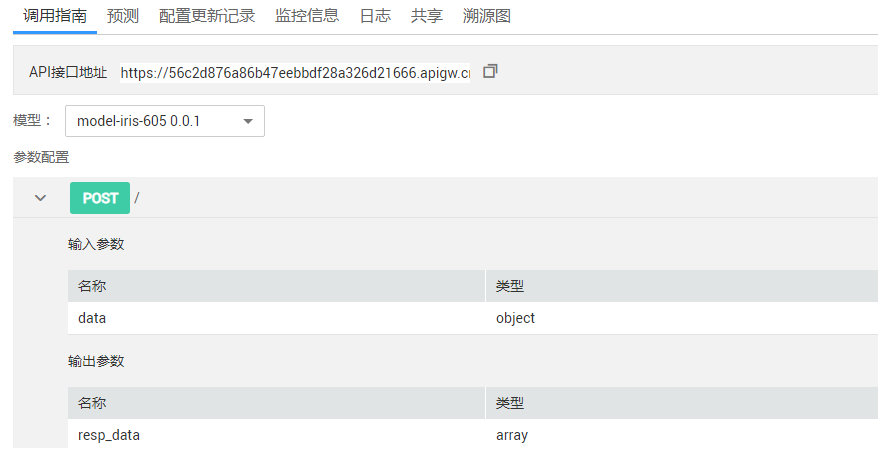 调用指南 预测 配置更新记录 监控信息 日志 共享 溯源图
API接口地址 https://56c2d876a86b47eebbdf28a326d21666.apigw.cn
模型： model-iris-605 0.0.1
参数配置
POST /
输入参数
名称 类型
data object
输出参数
名称 类型
resp_data array